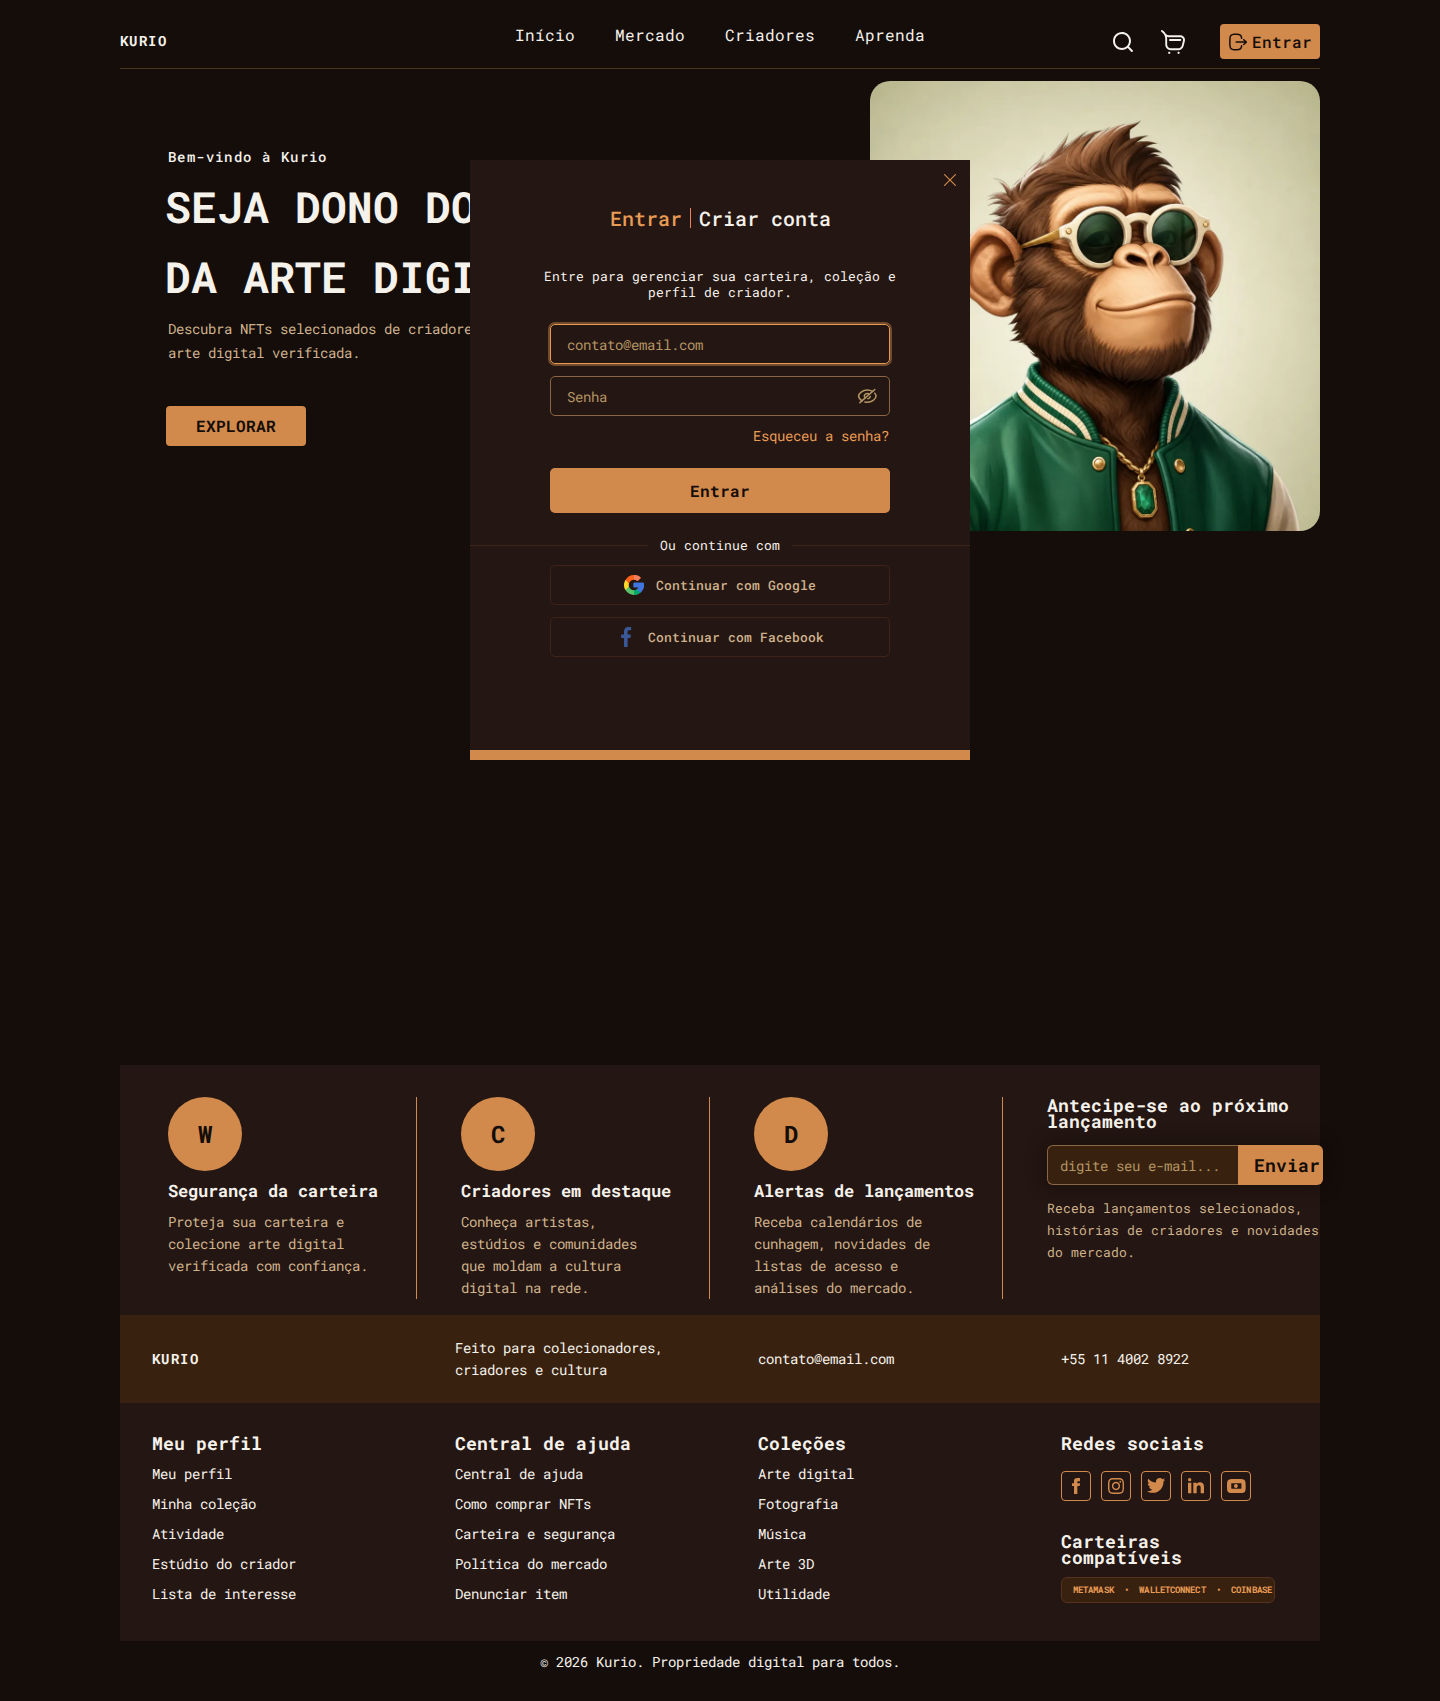 KURIO
Início
Mercado
Criadores
Aprenda
Entrar
Bem-vindo à Kurio
SEJA DONO DO
DA ARTE DIGI
Descubra NFTs selecionados de criadore
arte digital verificada.
EXPLORAR
Entrar
Criar conta
Entre para gerenciar sua carteira, coleção e
perfil de criador.
contato@email.com
Senha
Esqueceu a senha?
Entrar
Ou continue com
Continuar com Google
Continuar com Facebook
W
Segurança da carteira
Proteja sua carteira e
colecione arte digital
verificada com confiança.
C
Criadores em destaque
Conheça artistas,
estúdios e comunidades
que moldam a cultura
digital na rede.
D
Alertas de lançamentos
Receba calendários de
cunhagem, novidades de
listas de acesso e
análises do mercado.
Antecipe-se ao próximo
lançamento
digite seu e-mail...
Enviar
Receba lançamentos selecionados,
histórias de criadores e novidades
do mercado.
KURIO
Feito para colecionadores,
criadores e cultura
contato@email.com
+55 11 4002 8922
Meu perfil
Meu perfil
Minha coleção
Atividade
Estúdio do criador
Lista de interesse
Central de ajuda
Central de ajuda
Como comprar NFTs
Carteira e segurança
Política do mercado
Denunciar item
Coleções
Arte digital
Fotografia
Música
Arte 3D
Utilidade
Redes sociais
Carteiras
compatíveis
METAMASK · WALLETCONNECT · COINBASE
© 2026 Kurio. Propriedade digital para todos.